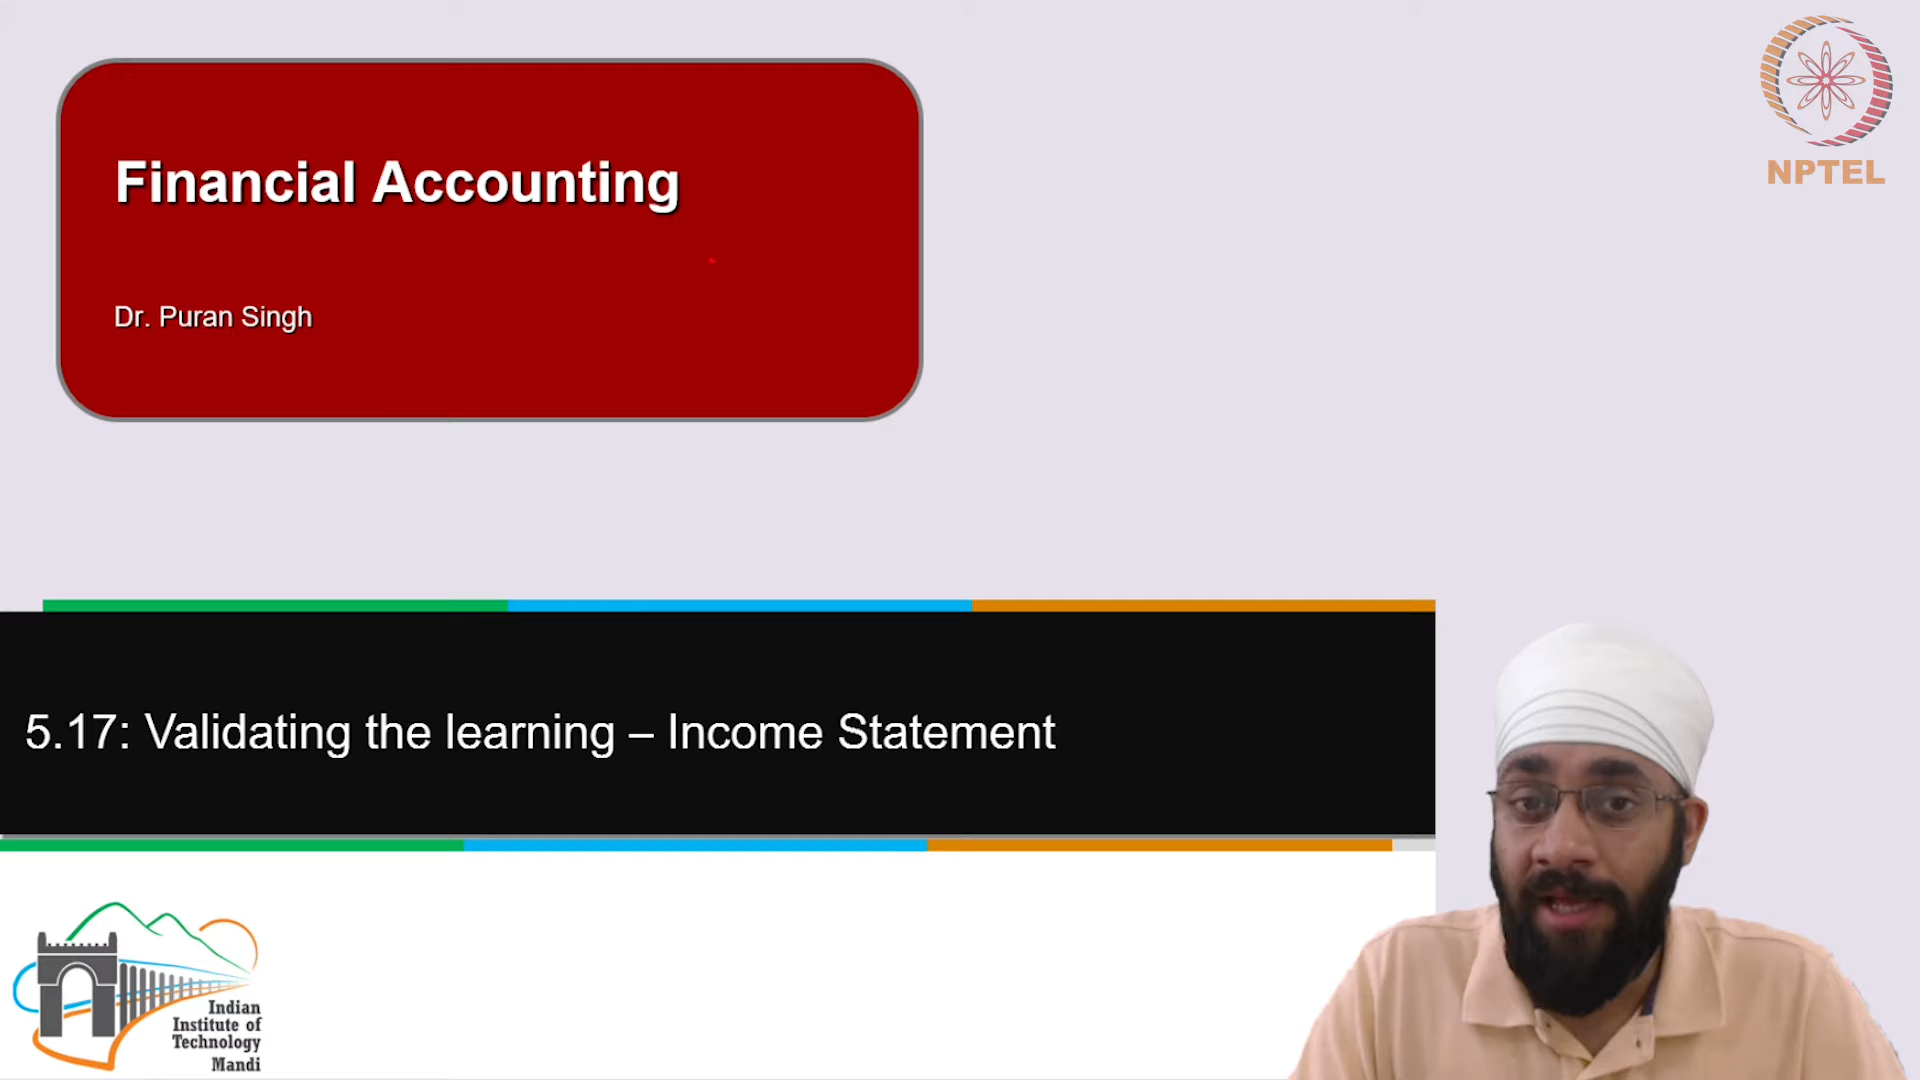 Financial Accounting
Dr. Puran Singh
NPTEL
5.17: Validating the learning – Income Statement
Indian
Institute of
Technology
Mandi